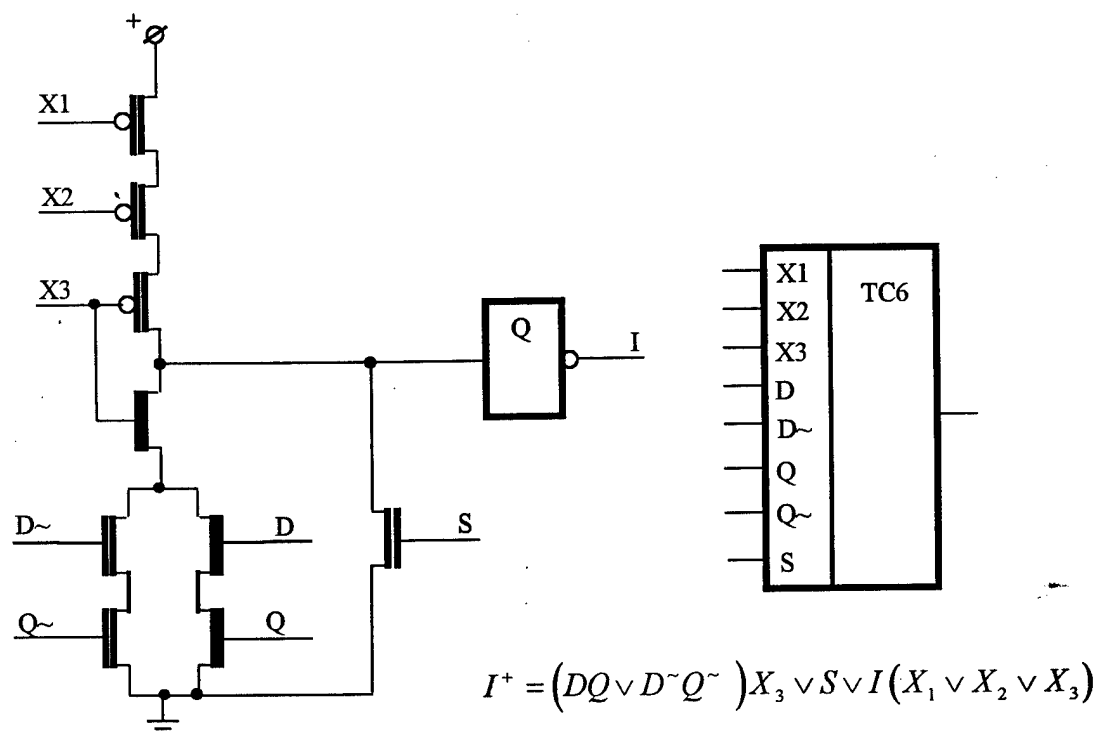 +
X1
X2
X3
Q
I
D~
D
S
Q~
Q
X1
TC6
X2
X3
D
D~
Q
Q~
S
I⁺ = (DQ ∨ D~Q~)X₃ ∨ S ∨ I(X₁ ∨ X₂ ∨ X₃)